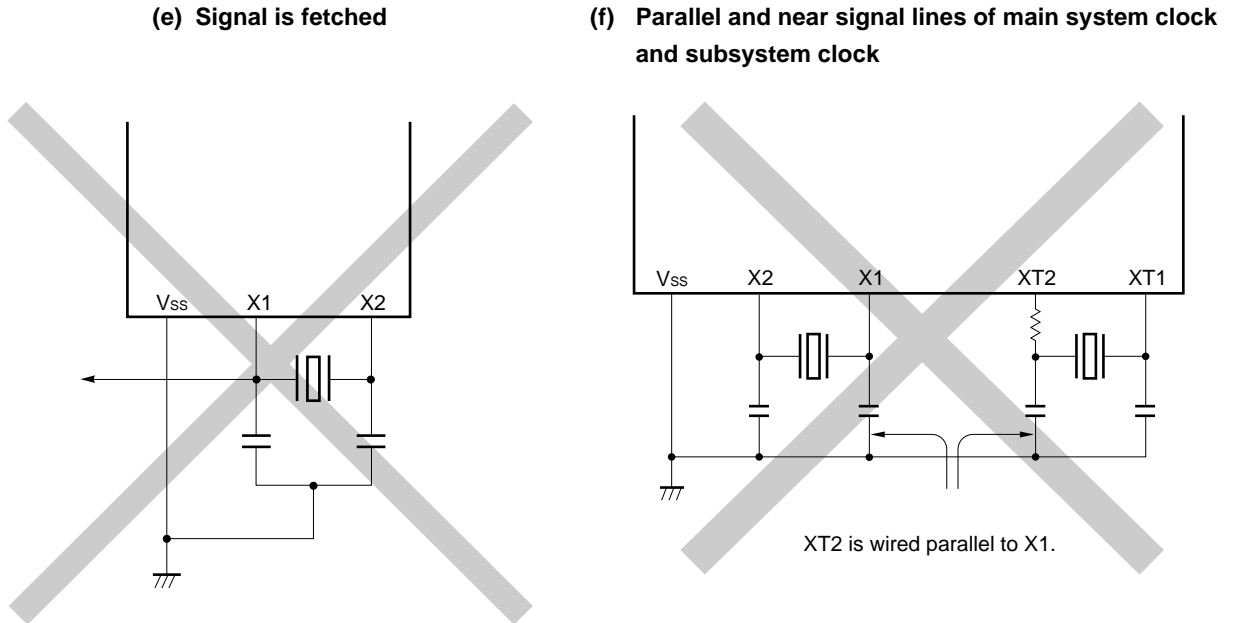 (e) Signal is fetched
(f) Parallel and near signal lines of main system clock
and subsystem clock
VSS X1 X2
VSS X2 X1 XT2 XT1
XT2 is wired parallel to X1.